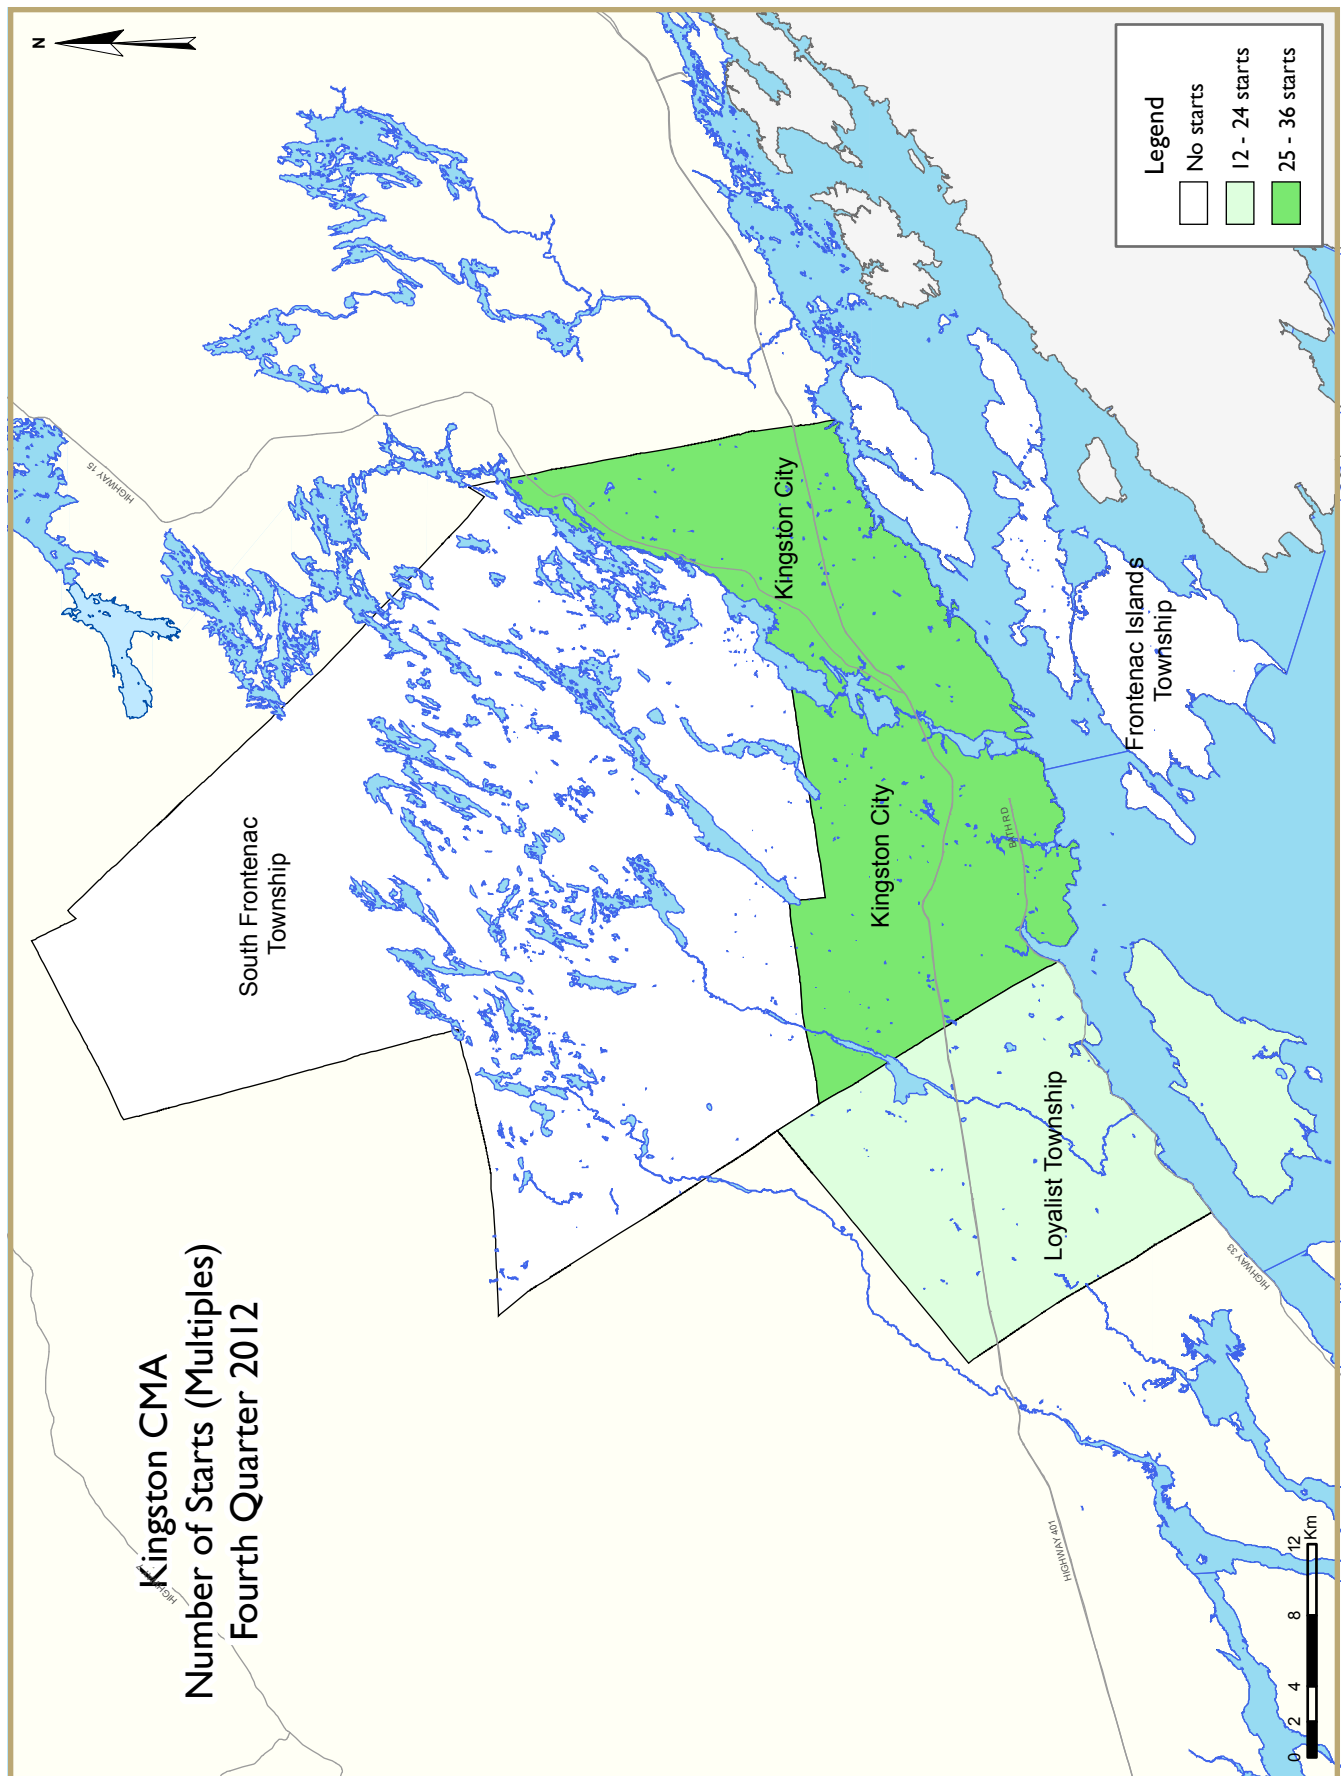 Kingston CMA
Number of Starts (Multiples)
Fourth Quarter 2012
N
HIGHWAY 15
South Frontenac
Township
Kingston City
Kingston City
BATH RD
Frontenac Islands
Township
Loyalist Township
HIGHWAY 33
HIGHWAY 401
Legend
No starts
12 - 24 starts
25 - 36 starts
0 2 4 8 12
Km